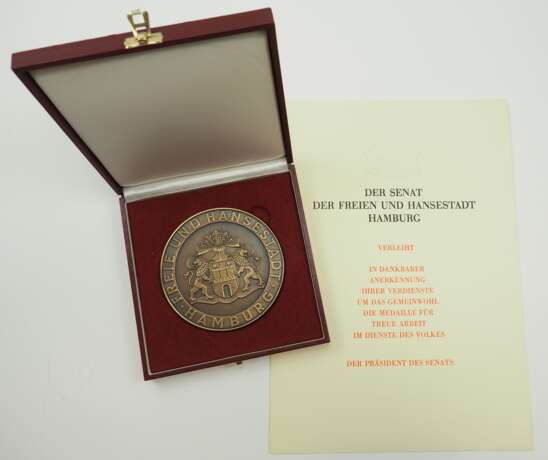 FREIE UND HANSESTADT
HAMBURG
DER SENAT
DER FREIEN UND HANSESTADT
HAMBURG
VERLEIHT
IN DANKBARER
ANERKENNUNG
IHRER VERDIENSTE
UM DAS GEMEINWOHL
DIE MEDAILLE FÜR
TREUE ARBEIT
IM DIENSTE DES VOLKES
DER PRÄSIDENT DES SENATS